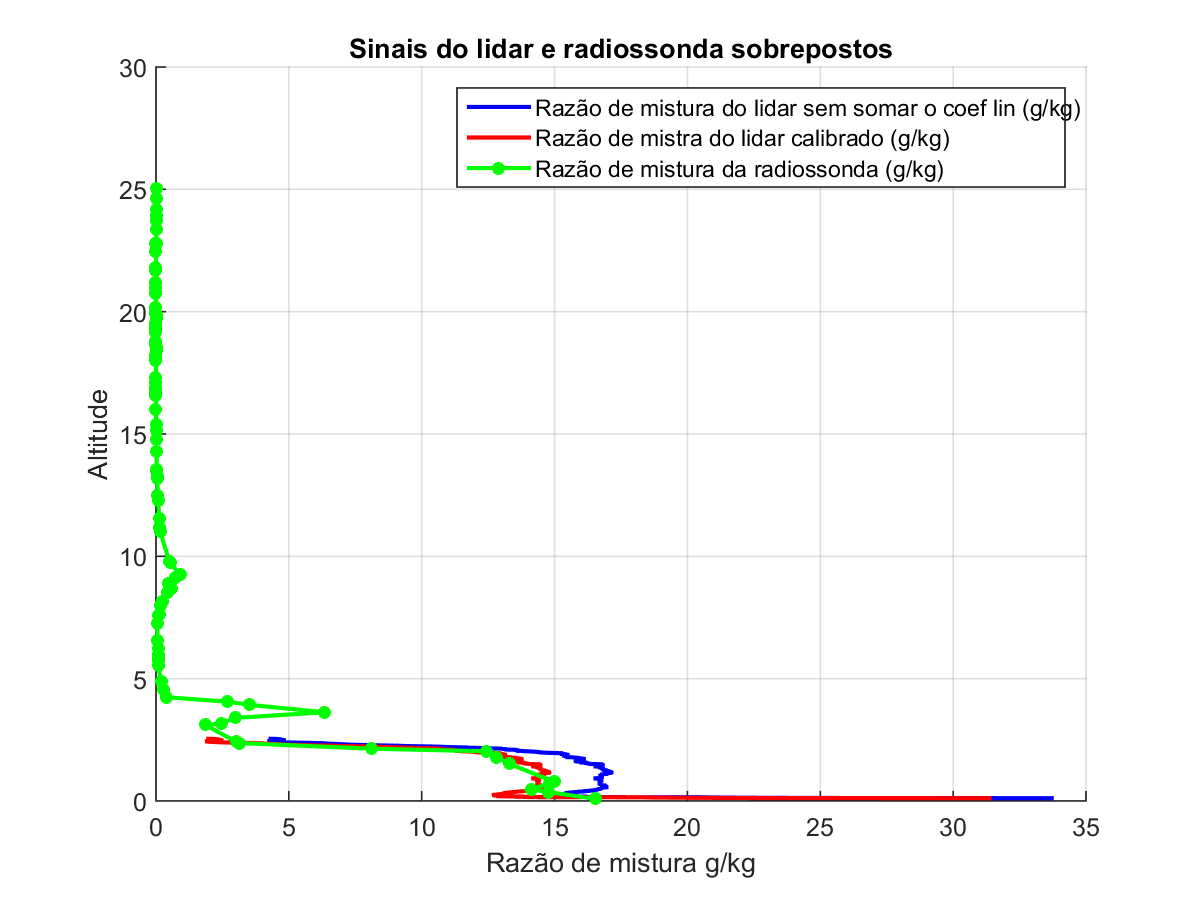 Sinais do lidar e radiossonda sobrepostos
30
Razão de mistura do lidar sem somar o coef lin (g/kg)
Razão de mistra do lidar calibrado (g/kg)
Razão de mistura da radiossonda (g/kg)
25
20
15
10
5
0
Altitude
0 5 10 15 20 25 30 35
Razão de mistura g/kg